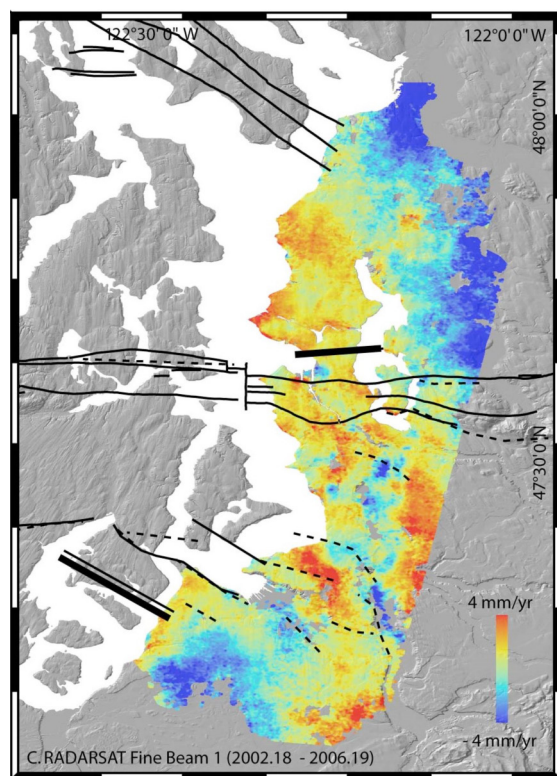 122°30' 0"W
122°0'0"W
48°00'0"N
47°30'0"N
4 mm/yr
- 4 mm/yr
C. RADARSAT Fine Beam 1 (2002.18 - 2006.19)